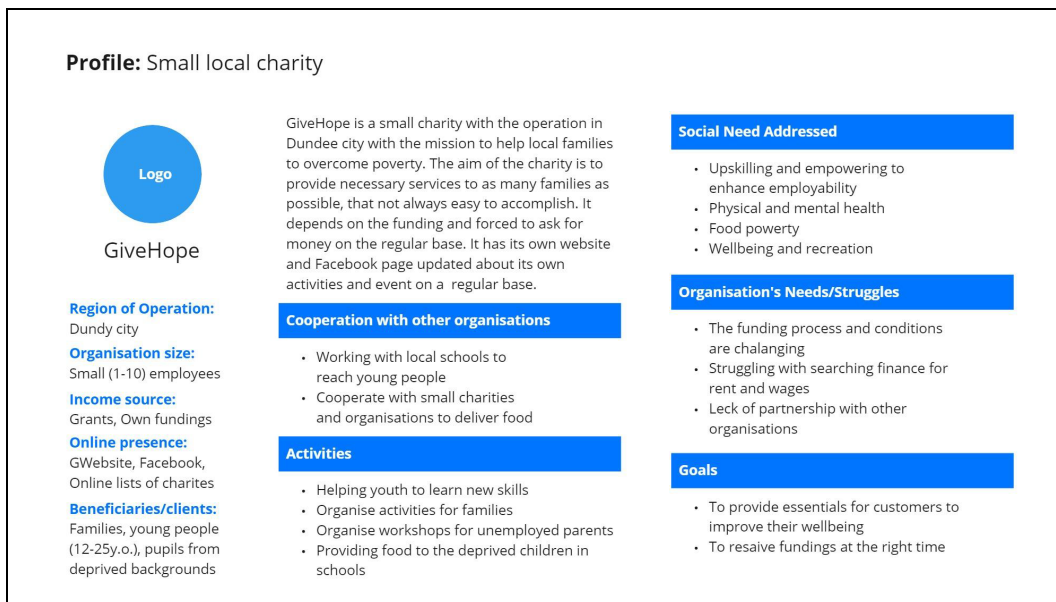 Profile: Small local charity
Logo
GiveHope
Region of Operation:
Dundy city
Organisation size:
Small (1-10) employees
Income source:
Grants, Own fundings
Online presence:
GWebsite, Facebook,
Online lists of charites
Beneficiaries/clients:
Families, young people
(12-25y.o.), pupils from
deprived backgrounds
GiveHope is a small charity with the operation in
Dundee city with the mission to help local families
to overcome poverty. The aim of the charity is to
provide necessary services to as many families as
possible, that not always easy to accomplish. It
depends on the funding and forced to ask for
money on the regular base. It has its own website
and Facebook page updated about its own
activities and event on a regular base.
Cooperation with other organisations
• Working with local schools to
reach young people
• Cooperate with small charities
and organisations to deliver food
Activities
• Helping youth to learn new skills
• Organise activities for families
• Organise workshops for unemployed parents
• Providing food to the deprived children in
schools
Social Need Addressed
• Upskilling and empowering to
enhance employability
• Physical and mental health
• Food powerty
• Wellbeing and recreation
Organisation's Needs/Struggles
• The funding process and conditions
are chalanging
• Struggling with searching finance for
rent and wages
• Lack of partnership with other
organisations
Goals
• To provide essentials for customers to
improve their wellbeing
• To resaive fundings at the right time